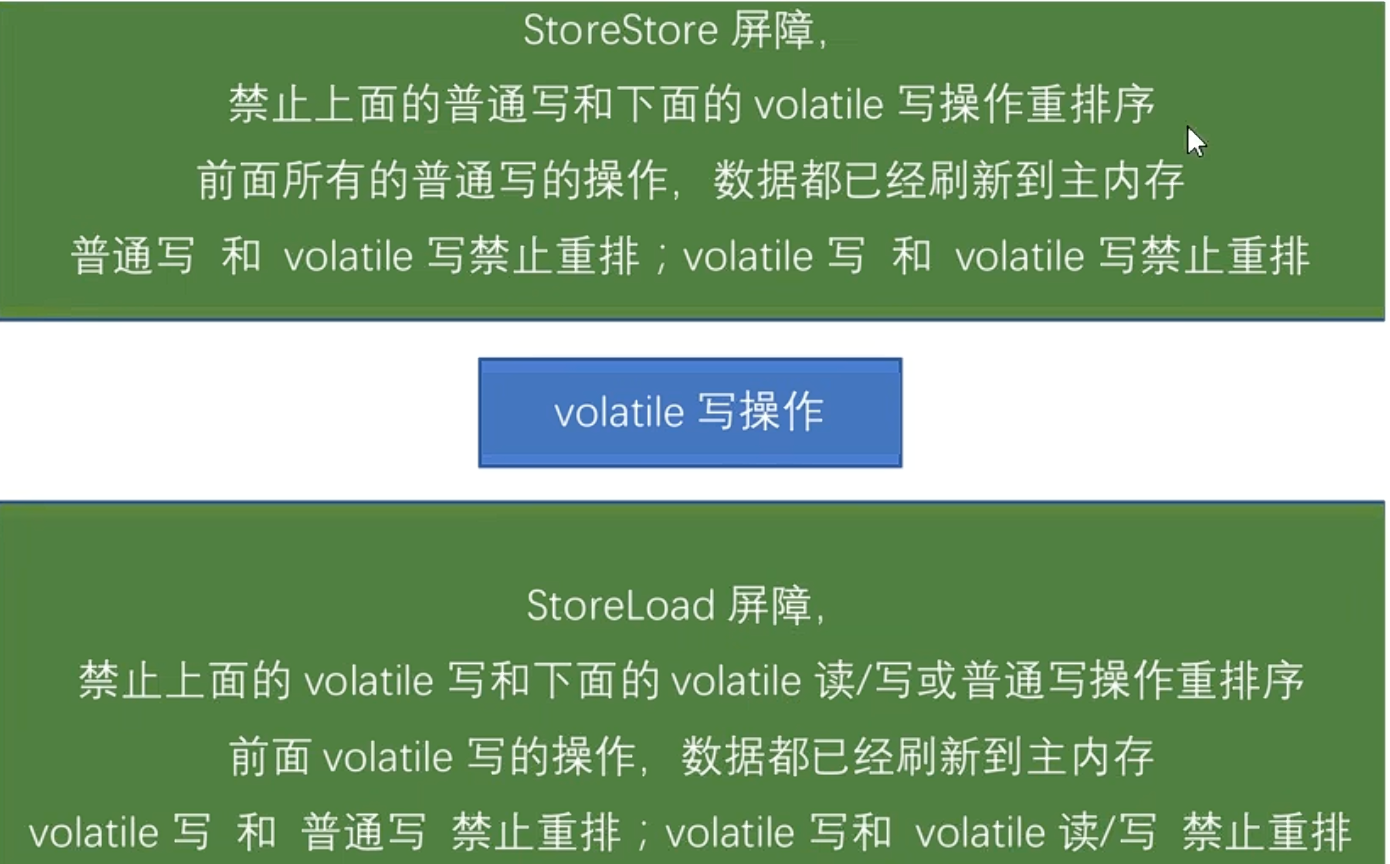 StoreStore 屏障，
禁止上面的普通写和下面的 volatile 写操作重排序
前面所有的普通写的操作，数据都已经刷新到主内存
普通写 和 volatile 写禁止重排；volatile 写 和 volatile 写禁止重排
volatile 写操作
StoreLoad 屏障，
禁止上面的 volatile 写和下面的 volatile 读/写或普通写操作重排序
前面 volatile 写的操作，数据都已经刷新到主内存
volatile 写 和 普通写 禁止重排；volatile 写和 volatile 读/写 禁止重排